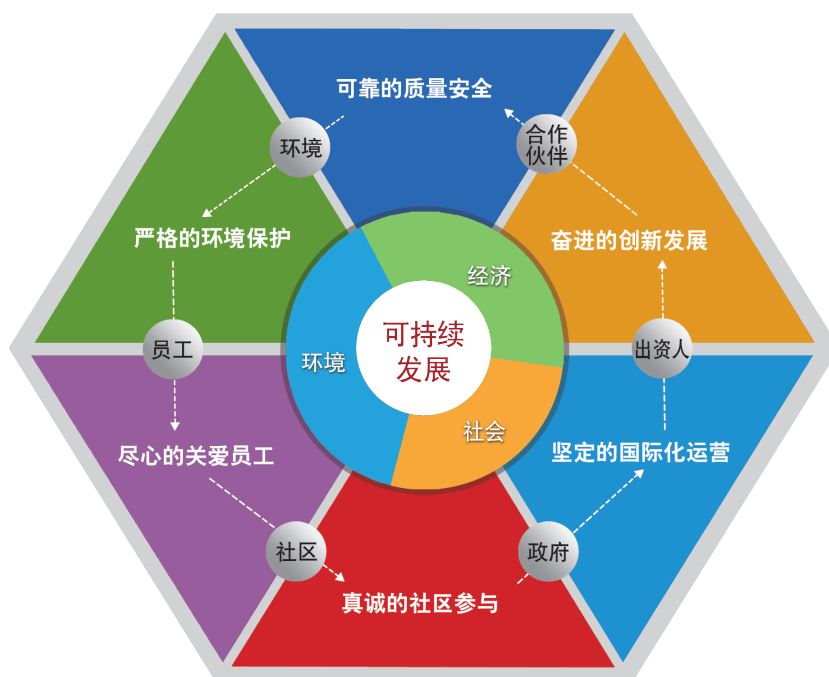 可靠的质量安全
环境
合作
伙伴
严格的环境保护
奋进的创新发展
经济
可持续
发展
环境
员工
出资人
社会
尽心的关爱员工
坚定的国际化运营
社区
政府
真诚的社区参与